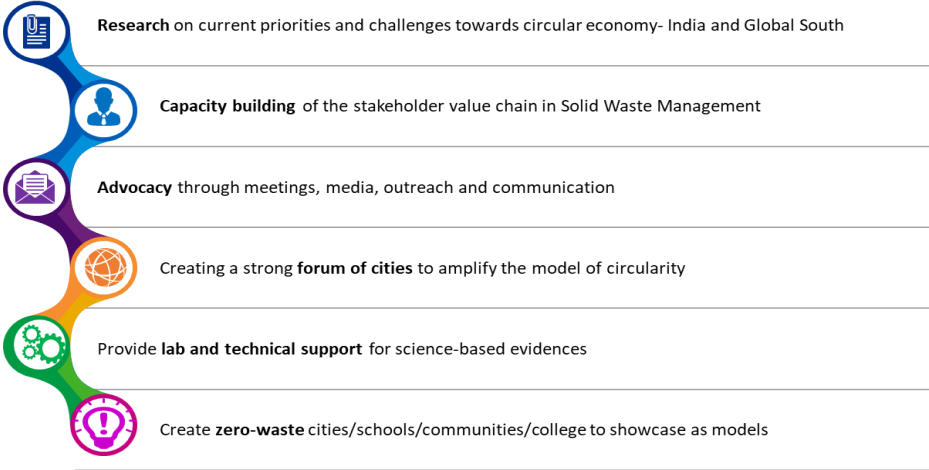 Research on current priorities and challenges towards circular economy- India and Global South
Capacity building of the stakeholder value chain in Solid Waste Management
Advocacy through meetings, media, outreach and communication
Creating a strong forum of cities to amplify the model of circularity
Provide lab and technical support for science-based evidences
Create zero-waste cities/schools/communities/college to showcase as models